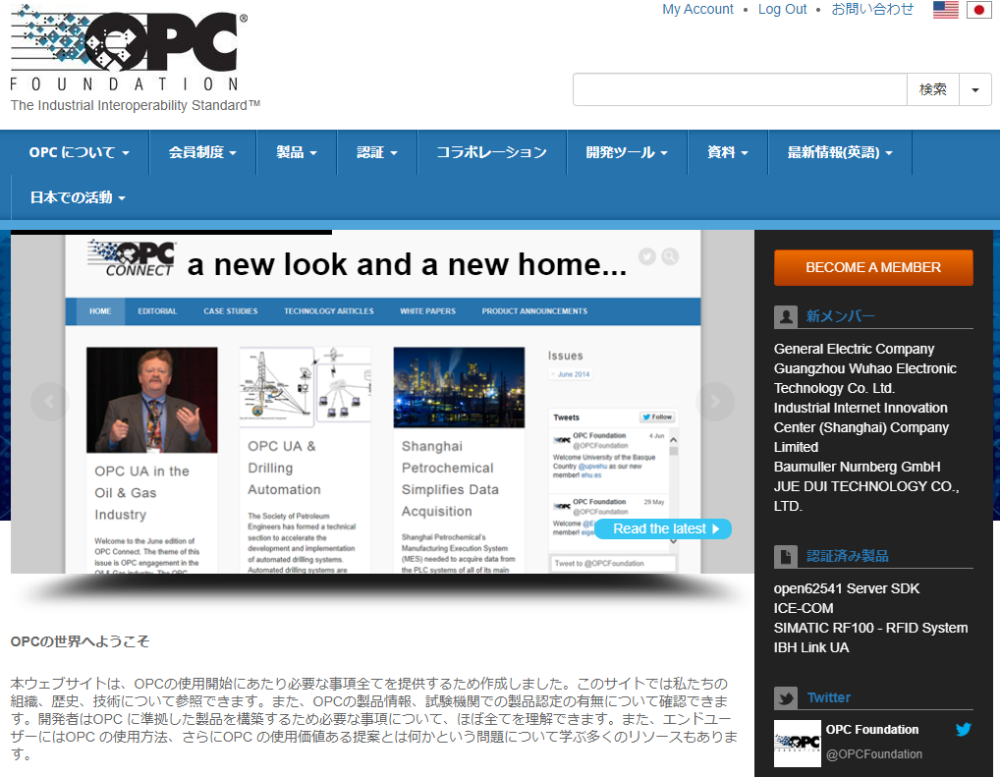 My Account • Log Out • お問い合わせ
OPC®
FOUNDATION
The Industrial Interoperability Standard™
検索
OPC について
会員制度
製品
認証
コラボレーション
開発ツール
資料
最新情報(英語)
日本での活動
OPC
CONNECT
a new look and a new home...
HOME
EDITORIAL
CASE STUDIES
TECHNOLOGY ARTICLES
WHITE PAPERS
PRODUCT ANNOUNCEMENTS
OPC UA in the
Oil & Gas
Industry
Welcome to the June edition of
OPC Connect. The theme of this
issue is OPC engagement in the
Oil & Gas industry. The OPC
OPC UA &
Drilling
Automation
The Society of Petroleum
Engineers has formed a technical
section to accelerate the
development and implementation
of automated drilling systems.
Automated drilling systems are
Shanghai
Petrochemical
Simplifies Data
Acquisition
Shanghai Petrochemical's
Manufacturing Execution System
(MES) needed to acquire data from
the PLC systems of all of its main
Issues
June 2014
Tweets
Follow
OPC Foundation 4 Jun
@OPCFoundation
Welcome University of the Basque
Country @upvehu as our new
member! ehu.es
OPC Foundation 29 May
@OPCFoundation
Welcome
member!
Read the latest
Tweet to @OPCFoundation
BECOME A MEMBER
新メンバー
General Electric Company
Guangzhou Wuhao Electronic
Technology Co. Ltd.
Industrial Internet Innovation
Center (Shanghai) Company
Limited
Baumuller Nurnberg GmbH
JUE DUI TECHNOLOGY CO.,
LTD.
認証済み製品
open62541 Server SDK
ICE-COM
SIMATIC RF100 - RFID System
IBH Link UA
Twitter
OPC Foundation
@OPCFoundation
OPCの世界へようこそ
本ウェブサイトは、OPCの使用開始にあたり必要な事項全てを提供するため作成しました。このサイトでは私たちの
組織、歴史、技術について参照できます。また、OPCの製品情報、試験機関での製品認定の有無について確認できま
す。開発者はOPC に準拠した製品を構築するため必要な事項について、ほぼ全てを理解できます。また、エンドユー
ザーにはOPC の使用方法、さらにOPC の使用価値ある提案とは何かという問題について学ぶ多くのリソースもありま
す。